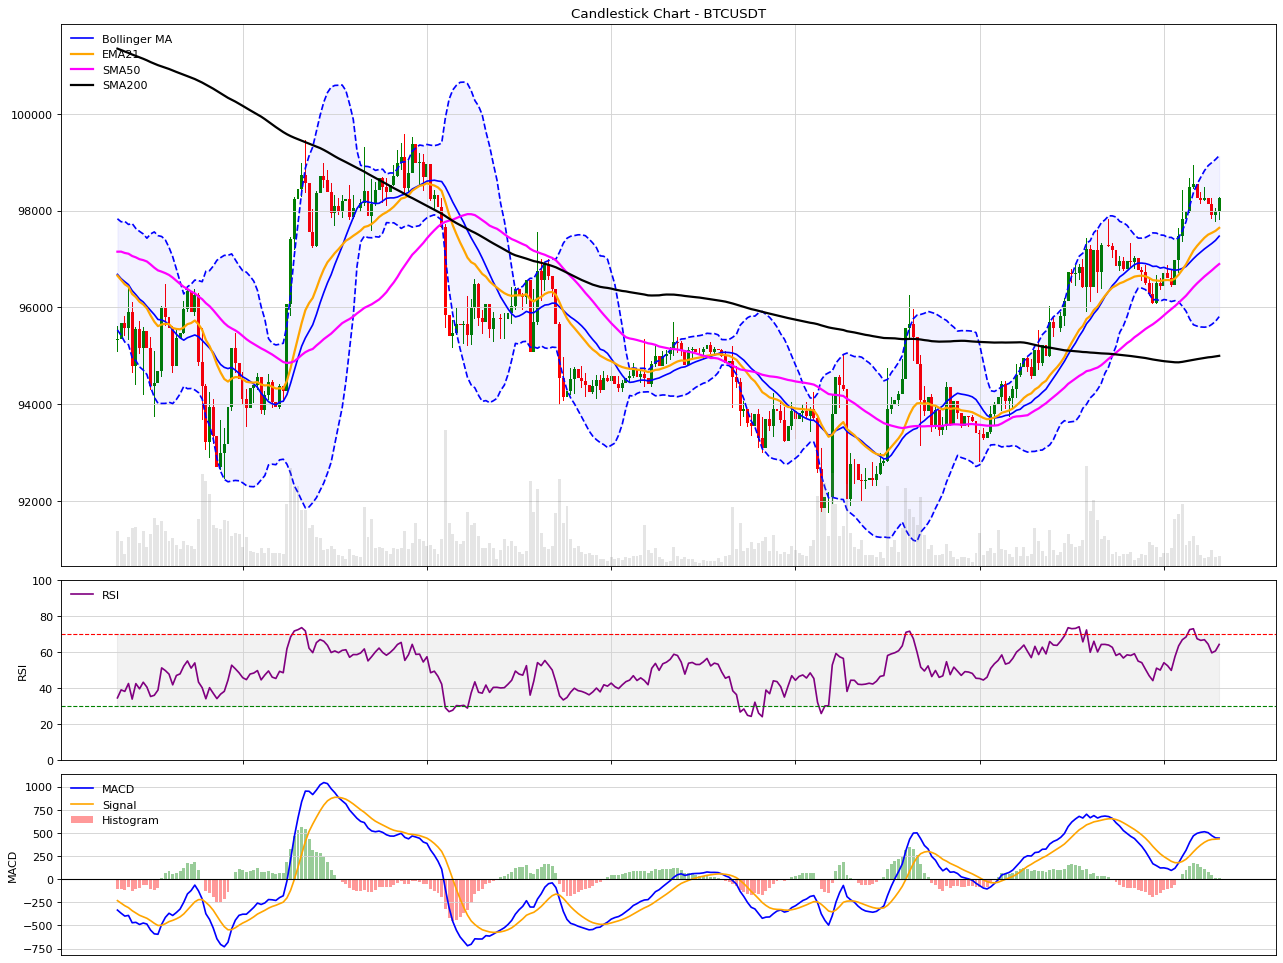 Candlestick Chart - BTCUSDT
Bollinger MA
EMA21
SMA50
SMA200
100000
98000
96000
94000
92000
RSI
100
80
60
40
20
0
RSI
MACD
Signal
Histogram
1000
750
500
250
0
−250
−500
−750
MACD